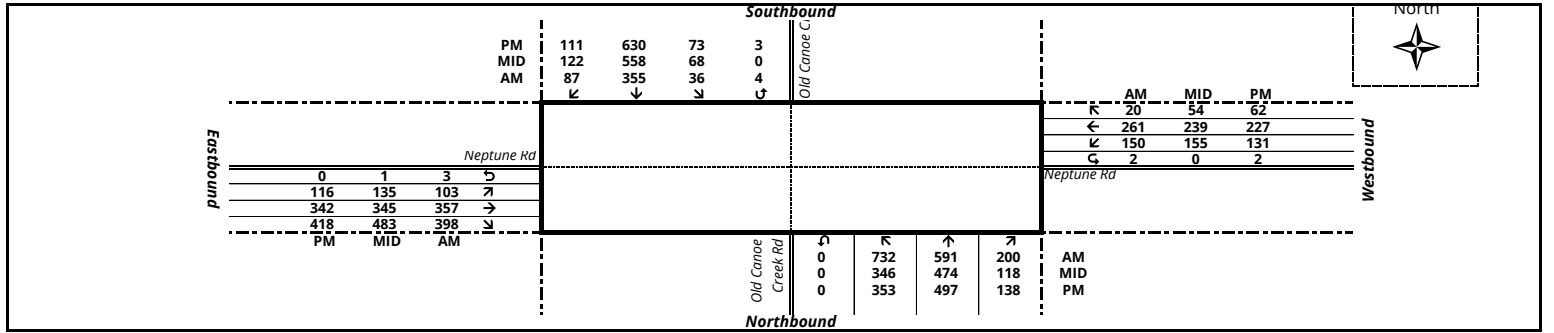 Southbound
North
Old Canoe C
PM 111 630 73 3
MID 122 558 68 0
AM 87 355 36 4
↙ ↓ ↘ ↺
AM MID PM
↖ 20 54 62
← 261 239 227
↙ 150 155 131
2 0 2
Neptune Rd
Westbound
Eastbound
Neptune Rd
0 1 3
116 135 103 ↗
342 345 357 →
418 483 398 ↘
PM MID AM
Old Canoe
Creek Rd
↖ ↑ ↗
0 732 591 200 AM
0 346 474 118 MID
0 353 497 138 PM
Northbound